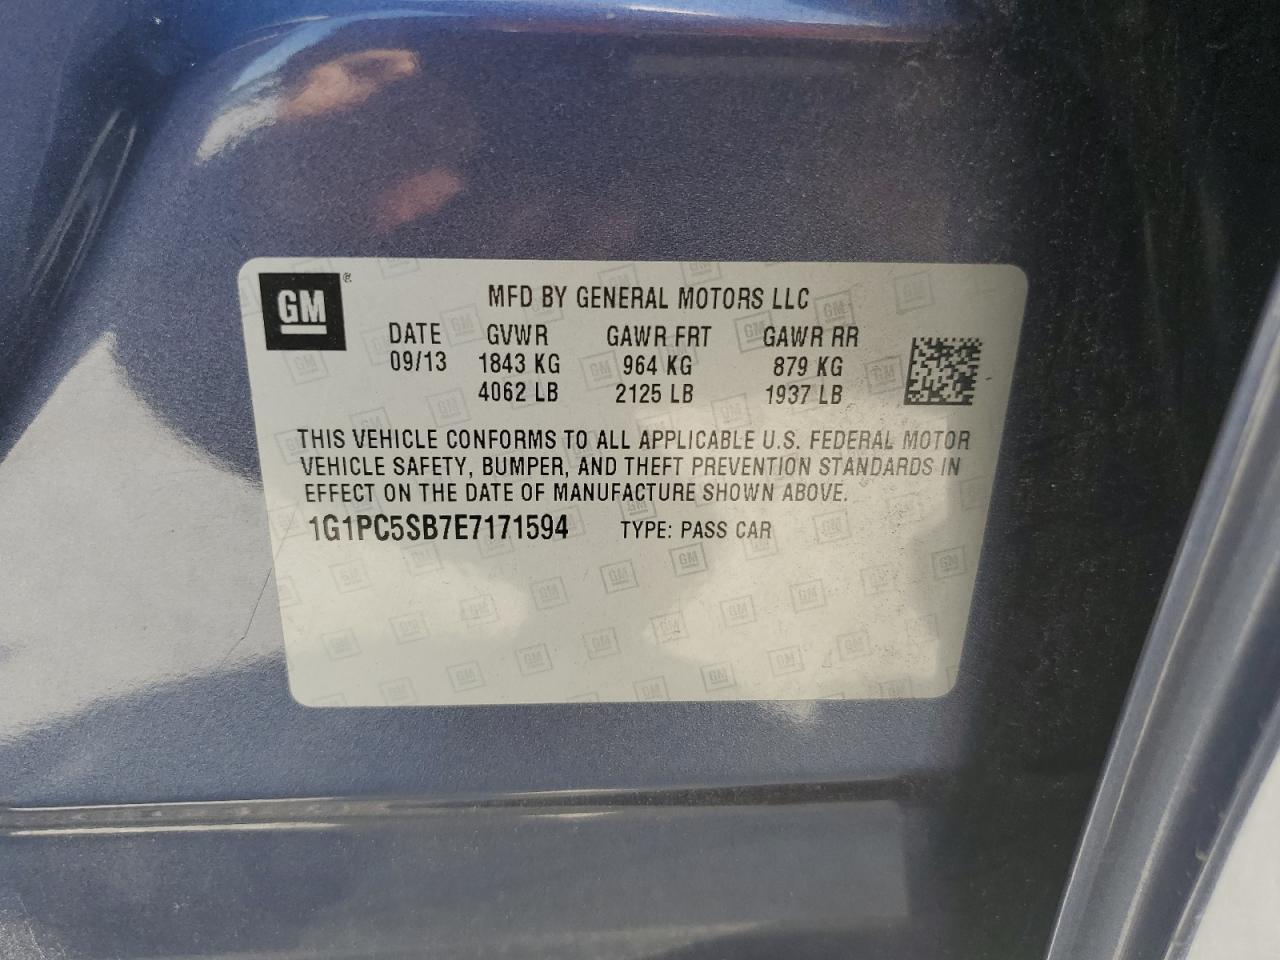 GM ®
MFD BY GENERAL MOTORS LLC
DATE GVWR GAWR FRT GAWR RR
09/13 1843 KG 964 KG 879 KG
4062 LB 2125 LB 1937 LB
THIS VEHICLE CONFORMS TO ALL APPLICABLE U.S. FEDERAL MOTOR
VEHICLE SAFETY, BUMPER, AND THEFT PREVENTION STANDARDS IN
EFFECT ON THE DATE OF MANUFACTURE SHOWN ABOVE.
1G1PC5SB7E7171594 TYPE: PASS CAR